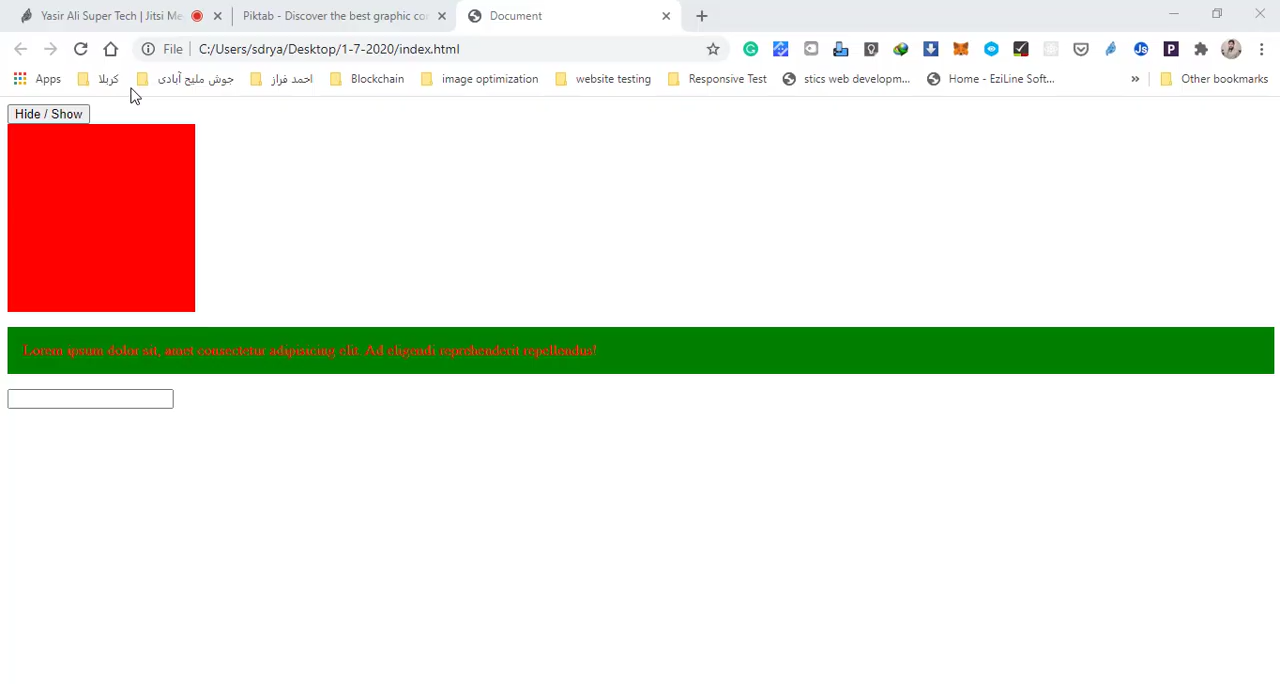 Yasir Ali Super Tech | Jitsi Me
Piktab - Discover the best graphic co
Document
File
C:/Users/sdrya/Desktop/1-7-2020/index.html
Apps
کربلا
جوش ملیح آبادی
احمد فراز
Blockchain
image optimization
website testing
Responsive Test
stics web developm...
Home - EziLine Soft...
»
Other bookmarks
Hide / Show
Lorem ipsum dolor sit, amet consectetur adipisicing elit. Ad eligendi reprehenderit repellendus!